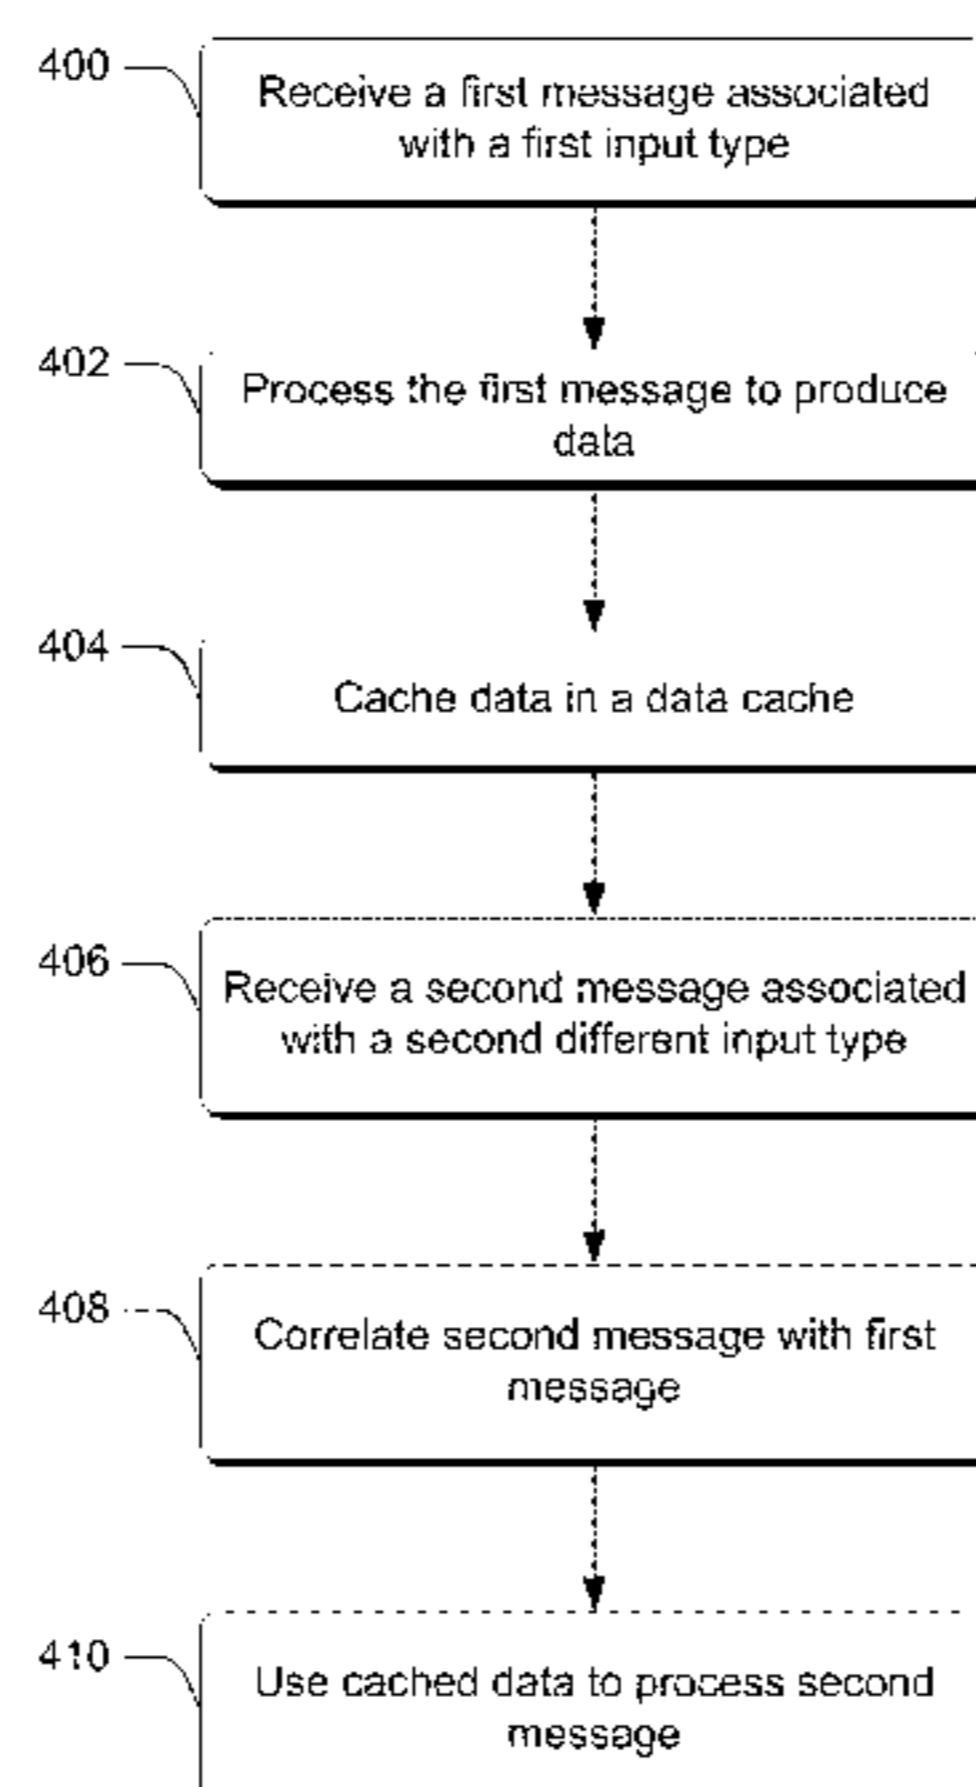 400
Receive a first message associated
with a first input type
402
Process the first message to produce
data
404
Cache data in a data cache
406
Receive a second message associated
with a second different input type
408
Correlate second message with first
message
410
Use cached data to process second
message